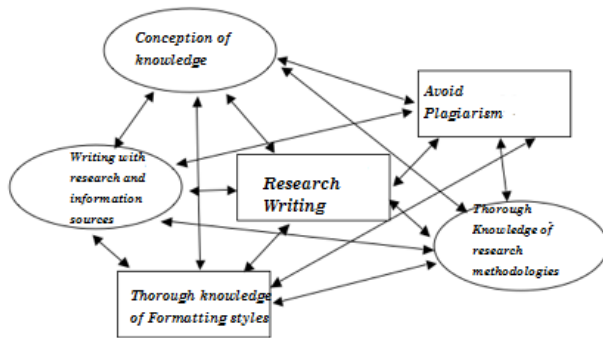 Conception of
knowledge
Avoid
Plagiarism
Writing with
research and
information
sources
Research
Writing
Thorough
Knowledge of
research
methodologies
Thorough knowledge
of Formatting styles